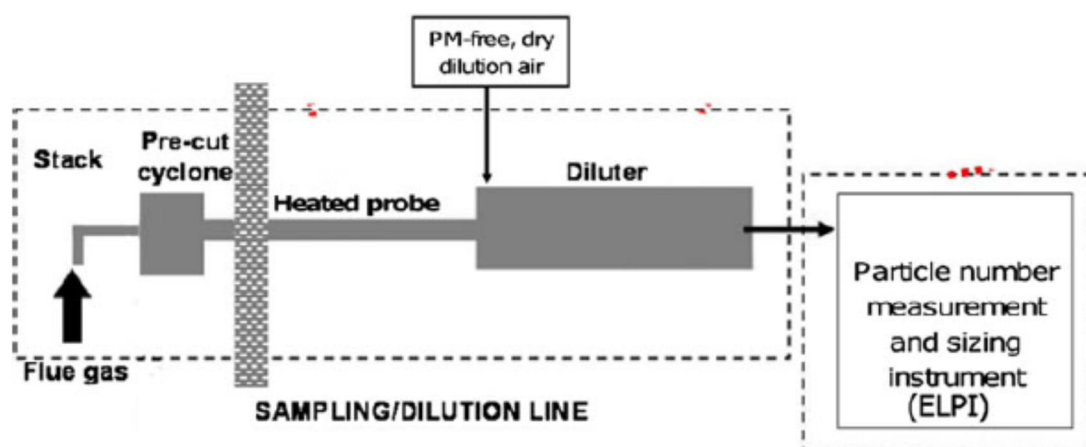 PM-free, dry
dilution air
Stack
Pre-cut
cyclone
Heated probe
Diluter
Flue gas
Particle number
measurement
and sizing
instrument
(ELPI)
SAMPLING/DILUTION LINE